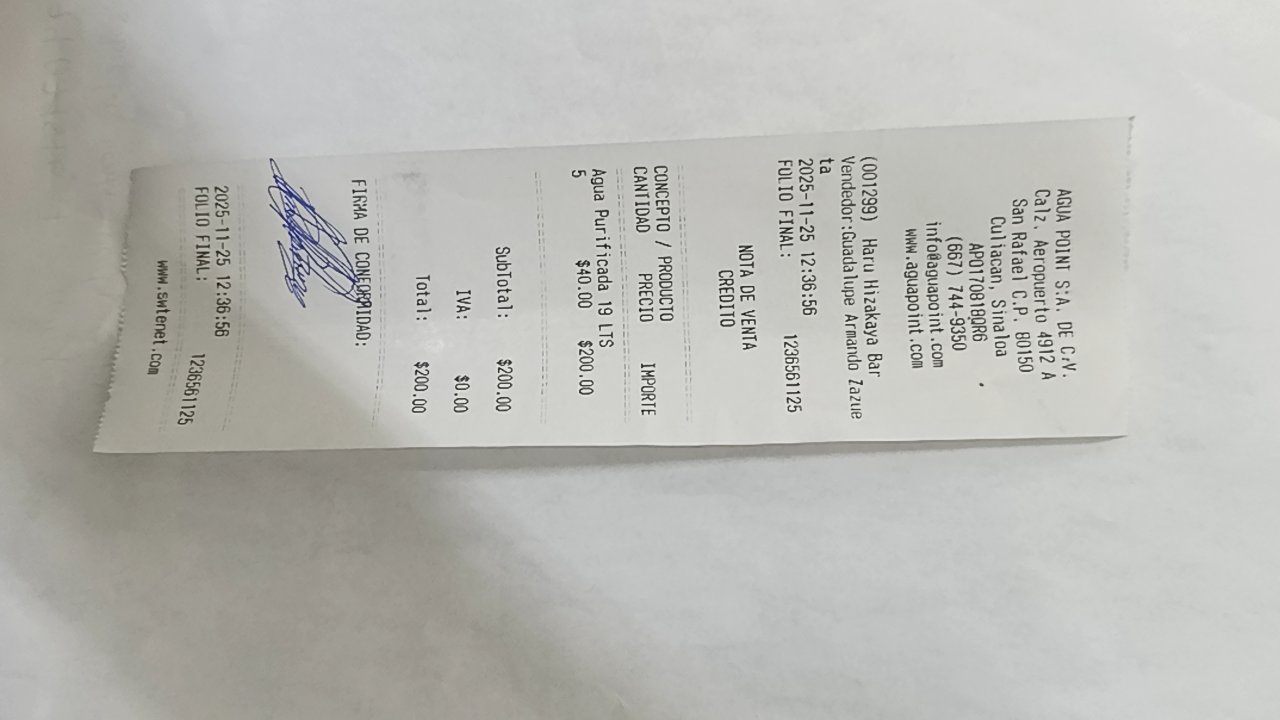 AGUA POINT S.A. DE C.V.
Calz. Aeropuerto 4912 A
San Rafael C.P. 80150
Culiacan, Sinaloa
APO170818QR6
(667) 744-9350
info@aguapoint.com
www.aguapoint.com
(001299) Haru Hizakaya Bar
Vendedor:Guadalupe Armando Zazue
ta
2025-11-25 12:36:56
FOLIO FINAL: 1236561125
NOTA DE VENTA
CREDITO
CONCEPTO / PRODUCTO
CANTIDAD PRECIO IMPORTE
Agua Purificada 19 LTS
5 $40.00 $200.00
SubTotal: $200.00
IVA: $0.00
Total: $200.00
FIRMA DE CONFORMIDAD:
2025-11-25 12:36:56
FOLIO FINAL: 1236561125
www.swtenet.com